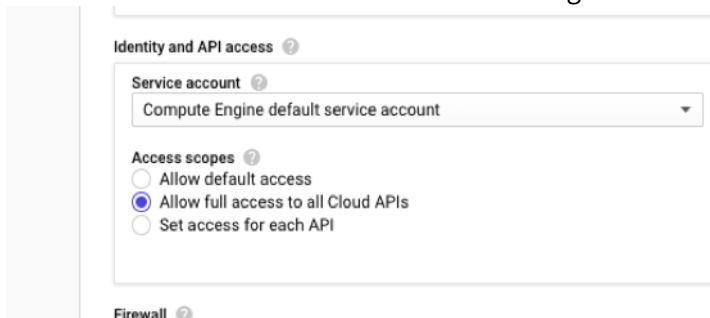 Identity and API access ?
Service account ?
Compute Engine default service account
Access scopes ?
Allow default access
Allow full access to all Cloud APIs
Set access for each API
Firewall ?